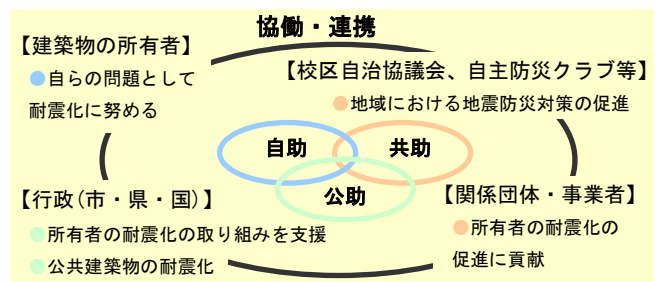 協働・連携
【建築物の所有者】
●自らの問題として
耐震化に努める
【校区自治協議会、自主防災クラブ等】
●地域における地震防災対策の促進
自助
共助
公助
【行政(市・県・国)】
●所有者の耐震化の取り組みを支援
●公共建築物の耐震化
【関係団体・事業者】
●所有者の耐震化の
促進に貢献